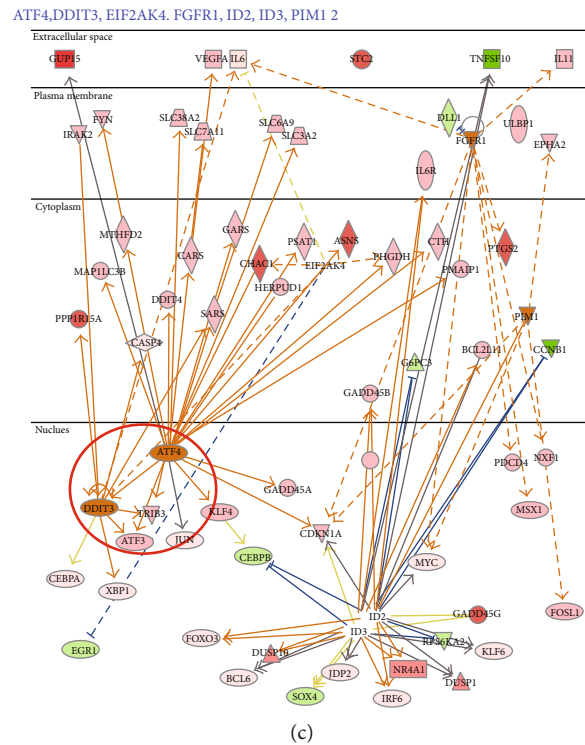 ATF4,DDIT3, EIF2AK4. FGFR1, ID2, ID3, PIM1 2
Extracellular space
GUP15 VEGFA IL6 STC2 TNFSF10 IL11
Plasma membrane
FYN SLC38A2 SLC6A9 DLL1 ULBP1
IRAK2 SLC7A11 SLC3A2 FGFR1 EPHA2
IL6R
Cytoplasm
MTHFD2 GARS PSAT1 ASNS CTH PTGS2
CARS CHAC1 EIF2AK4 PHGDH PMAIP1
MAP1LC3B HERPUD1
DDIT4
PPP1R15A SARS PIM1
CASP4 BCL2L11 CCNB1
G6PC3
GADD45B
Nuclues
ATF4 PDCD4 NXF1
GADD45A
DDIT3 TRIB3 KLF4 MSX1
ATF3 JUN CDKN1A
CEBPB MYC
CEBPA
XBP1
ID2 GADD45G FOSL1
FOXO3 ID3 RPS6KA2
EGR1 DUSP10 KLF6
BCL6 JDP2 NR4A1 DUSP1
SOX4 IRF6
(c)